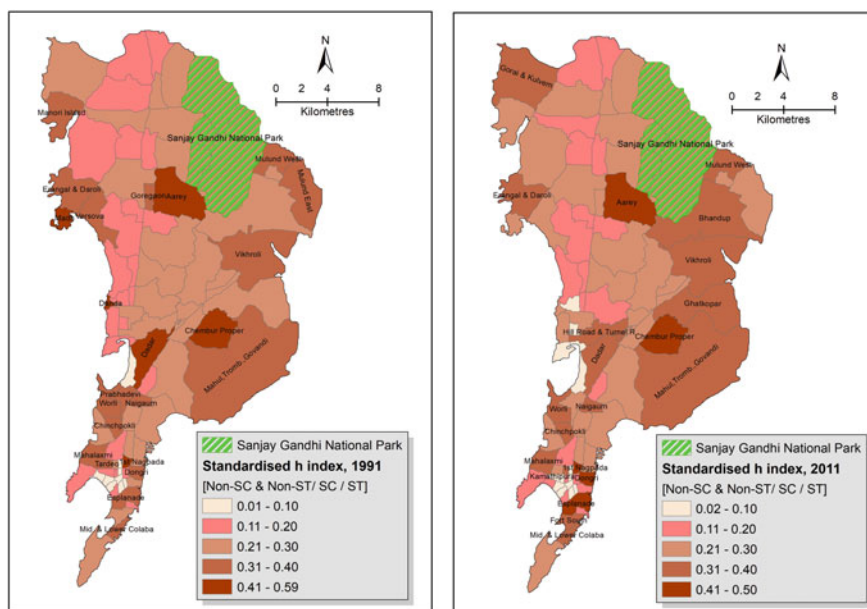 N
0 4 8
Kilometres
Manori Island
Sanjay Gandhi National Park
Mulund West
Mulund East
Erangal & Daroli
Goregaon
Aarey
Versova
Vikhroli
Danda
Chembur Proper
Dadar
Mahul,Tromb.,Govandi
Prabhadevi
Worli
Naigaum
Chinchpokli
Mahalaxmi
Tardeo
Nagpada
Dongri
Esplanade
Mid. & Lower Colaba
Sanjay Gandhi National Park
Standardised h index, 1991
[Non-SC & Non-ST/ SC / ST]
0.01 - 0.10
0.11 - 0.20
0.21 - 0.30
0.31 - 0.40
0.41 - 0.59
N
0 4 8
Kilometres
Gorai & Kulvem
Sanjay Gandhi National Park
Mulund West
Erangal & Daroli
Aarey
Bhandup
Vikhroli
Ghatkopar
Hill Road & Turner R
Chembur Proper
Dadar
Mahul,Tromb.,Govandi
Worli
Naigaum
Chinchpokli
Mahalaxmi
Nagpada
Kamathipura
Dongri
Esplanade
Fort South
Mid. & Lower Colaba
Sanjay Gandhi National Park
Standardised h index, 2011
[Non-SC & Non-ST/ SC / ST]
0.02 - 0.10
0.11 - 0.20
0.21 - 0.30
0.31 - 0.40
0.41 - 0.50